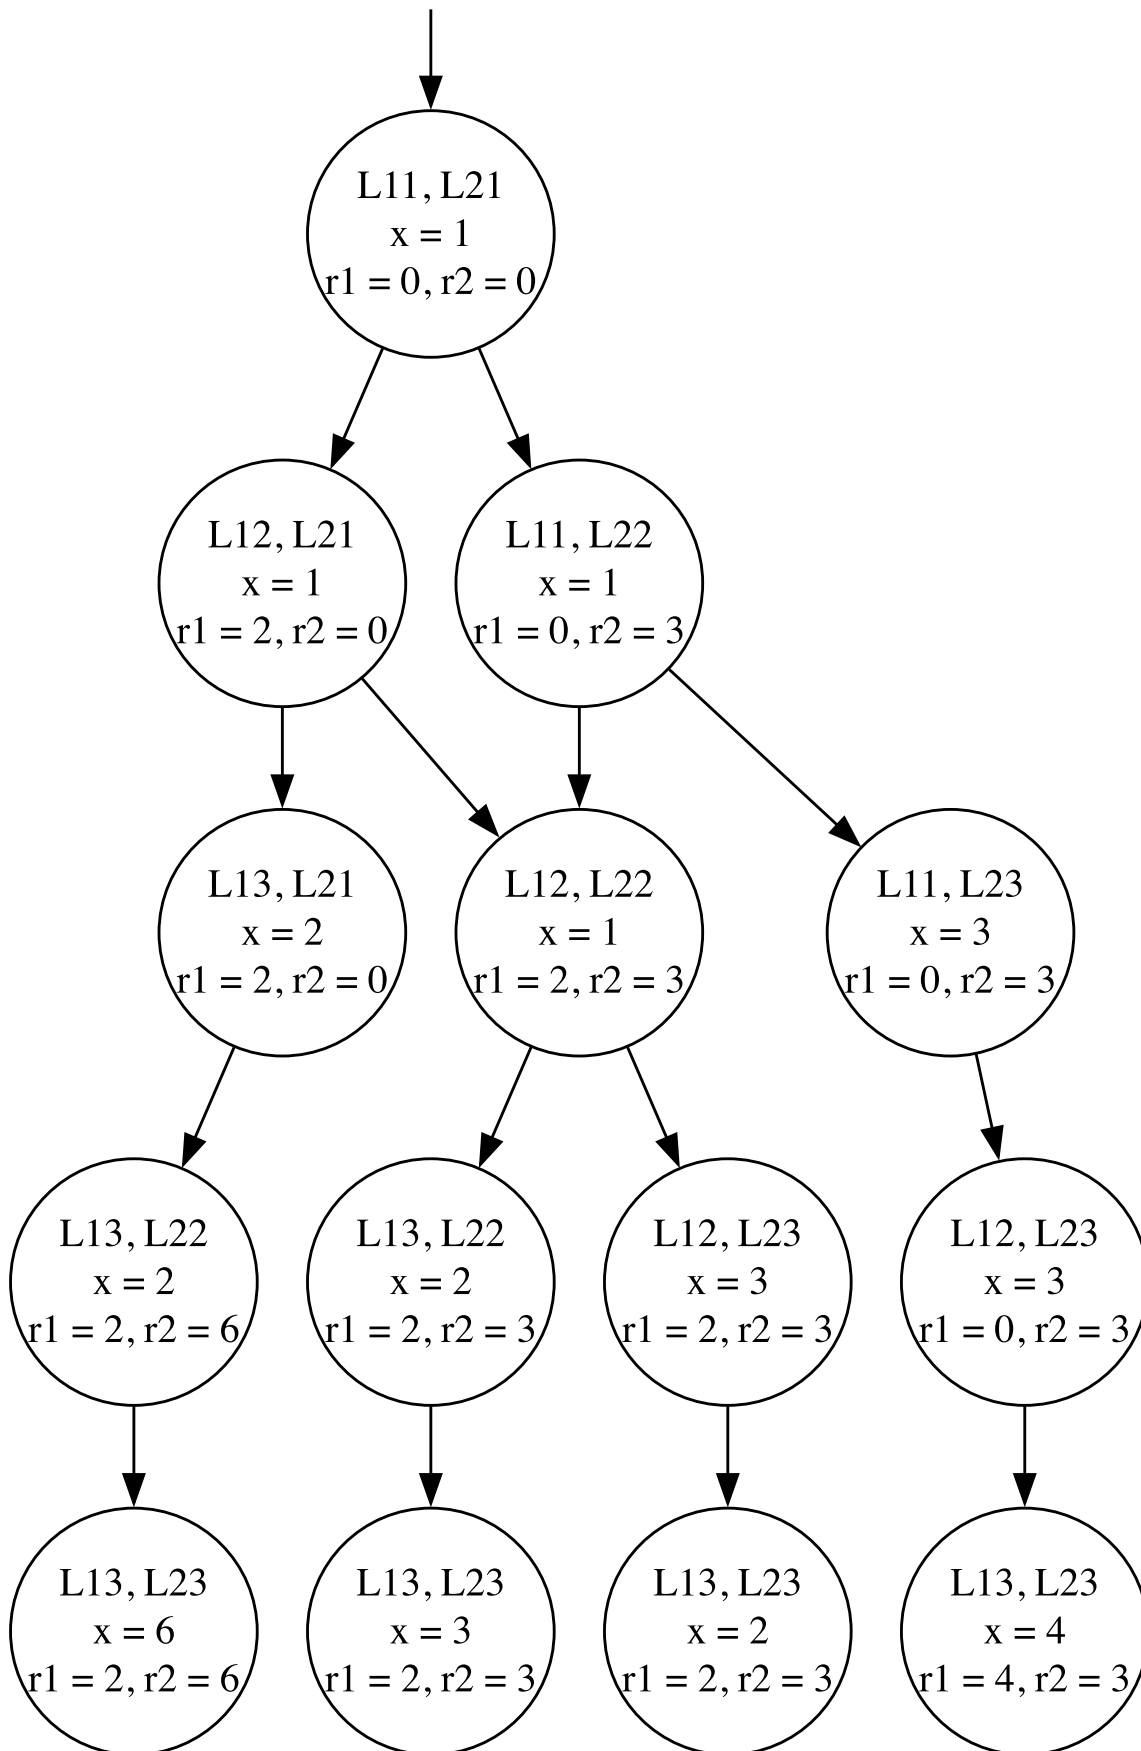 L11, L21
x = 1
r1 = 0, r2 = 0
L12, L21
x = 1
r1 = 2, r2 = 0
L11, L22
x = 1
r1 = 0, r2 = 3
L13, L21
x = 2
r1 = 2, r2 = 0
L12, L22
x = 1
r1 = 2, r2 = 3
L11, L23
x = 3
r1 = 0, r2 = 3
L13, L22
x = 2
r1 = 2, r2 = 6
L13, L22
x = 2
r1 = 2, r2 = 3
L12, L23
x = 3
r1 = 2, r2 = 3
L12, L23
x = 3
r1 = 0, r2 = 3
L13, L23
x = 6
r1 = 2, r2 = 6
L13, L23
x = 3
r1 = 2, r2 = 3
L13, L23
x = 2
r1 = 2, r2 = 3
L13, L23
x = 4
r1 = 4, r2 = 3